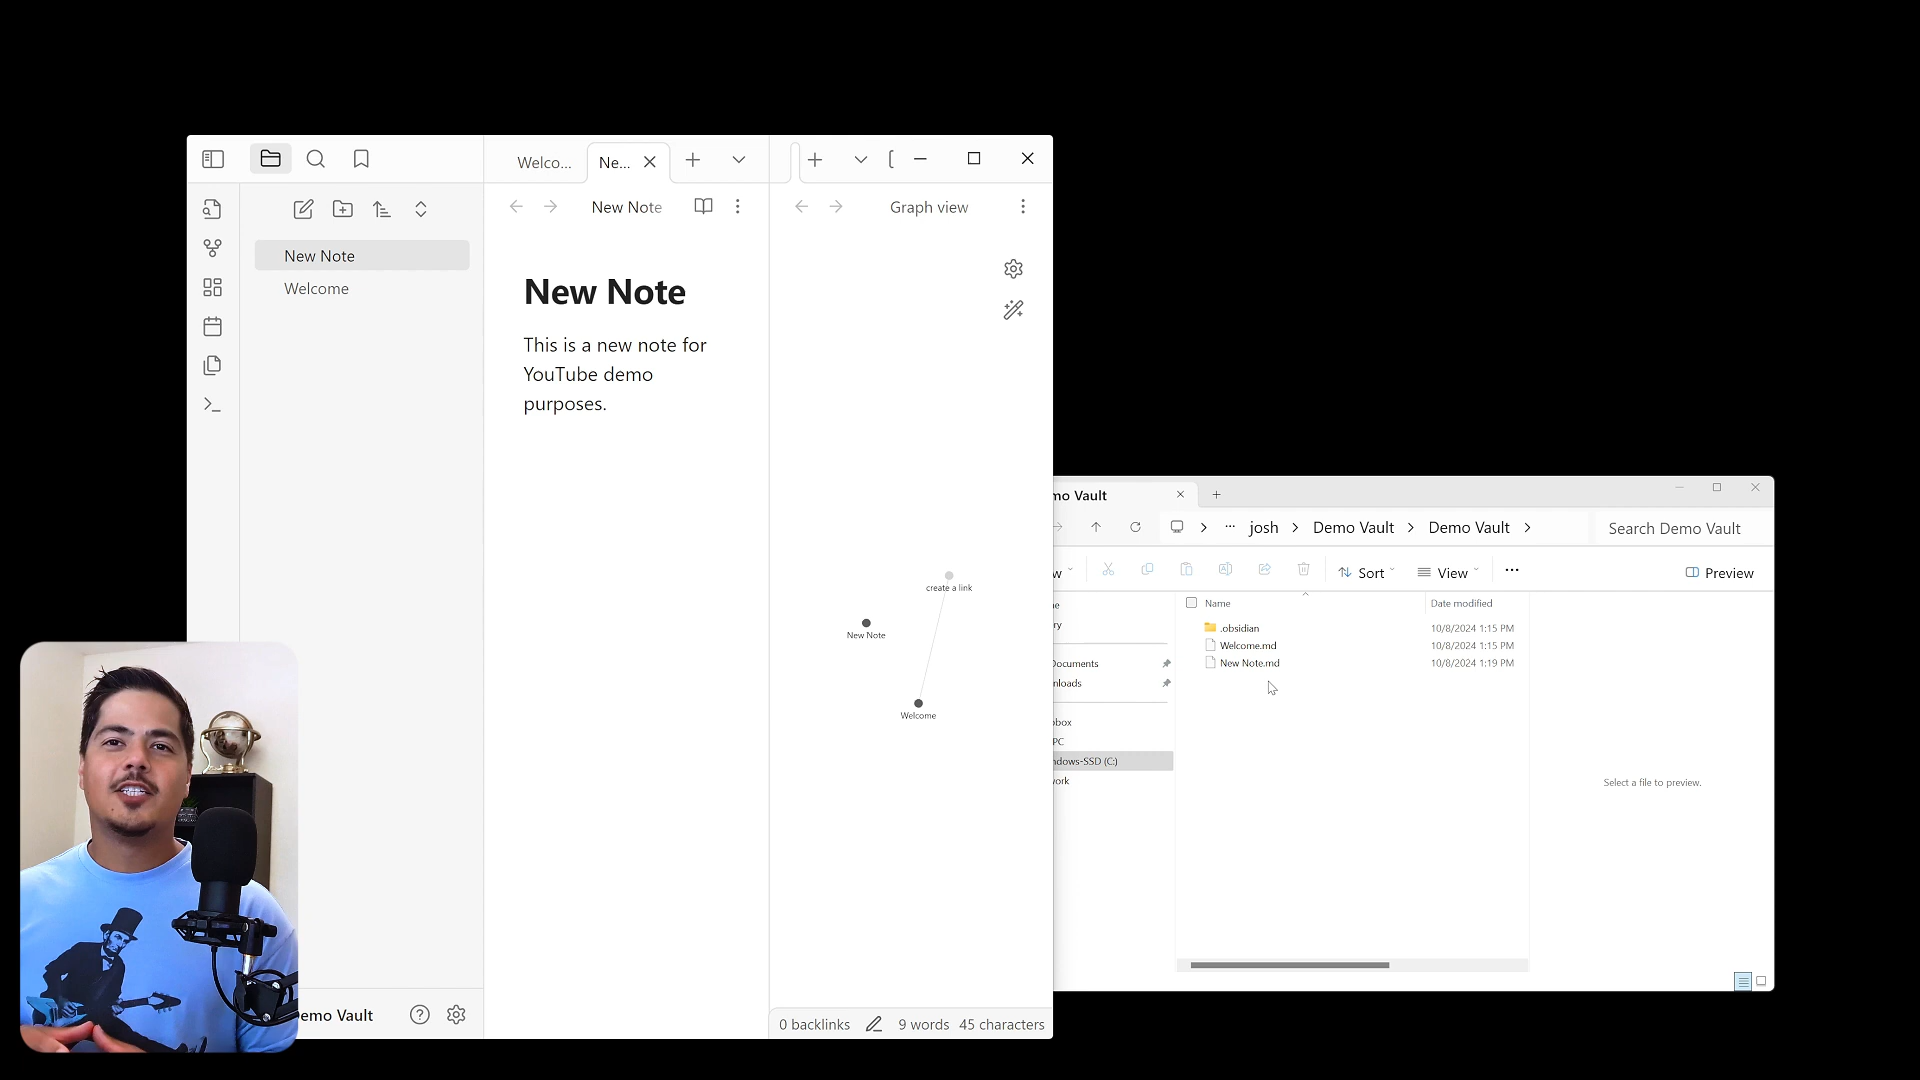 Welco...
Ne...
New Note
Graph view
New Note
Welcome
New Note
This is a new note for
YouTube demo
purposes.
create a link
New Note
Welcome
emo Vault
0 backlinks
9 words
45 characters
mo Vault
josh
Demo Vault
Demo Vault
Search Demo Vault
w
Sort
View
...
Preview
Name
Date modified
.obsidian
10/8/2024 1:15 PM
Welcome.md
10/8/2024 1:15 PM
New Note.md
10/8/2024 1:19 PM
ne
ry
Documents
nloads
box
PC
ndows-SSD (C:)
work
Select a file to preview.